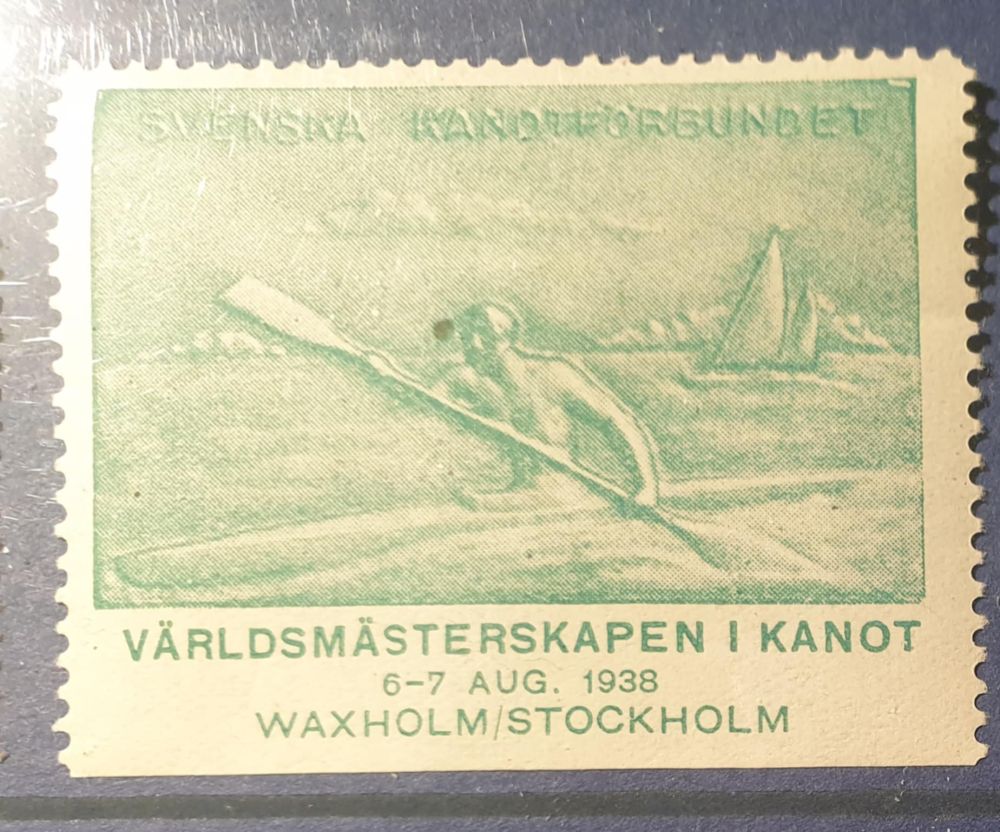 SVENSKA KANOTFÖRBUNDET
VÄRLDSMÄSTERSKAPEN I KANOT
6-7 AUG. 1938
WAXHOLM/STOCKHOLM